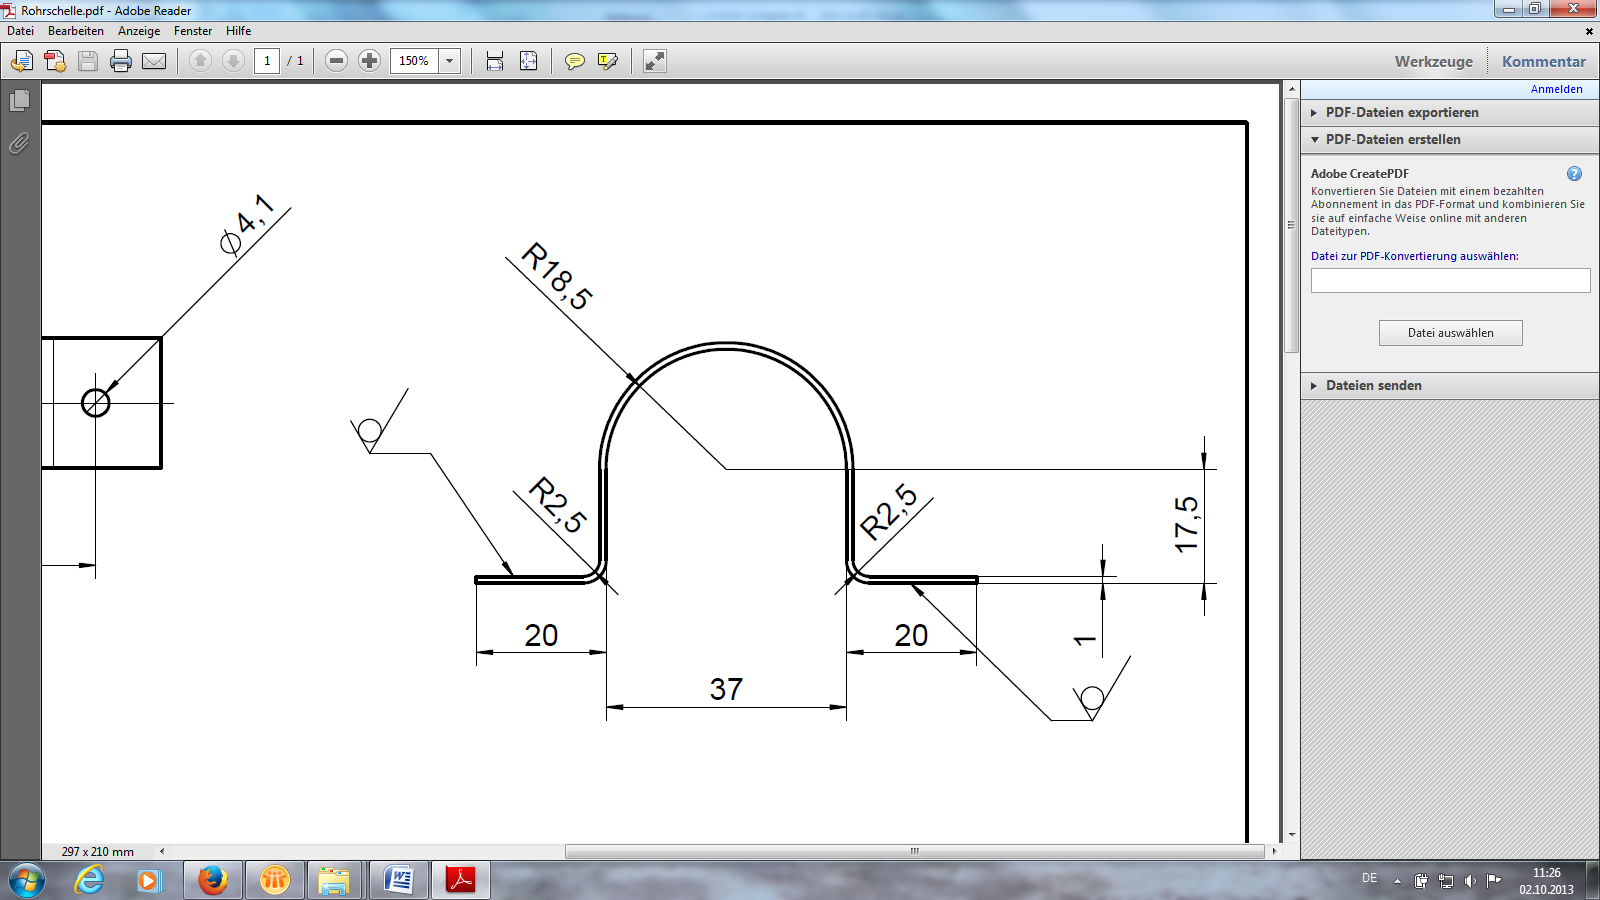 Rohrschelle.pdf - Adobe Reader
Datei Bearbeiten Anzeige Fenster Hilfe
1 / 1 150% Werkzeuge Kommentar
Anmelden
PDF-Dateien exportieren
PDF-Dateien erstellen
Adobe CreatePDF
Konvertieren Sie Dateien mit einem bezahlten
Abonnement in das PDF-Format und kombinieren Sie
sie auf einfache Weise online mit anderen
Dateitypen.
Datei zur PDF-Konvertierung auswählen:
Datei auswählen
Dateien senden
⌀4,1
R18,5
R2,5
R2,5
17,5
20
20
1
37
297 x 210 mm
DE
11:26
02.10.2013